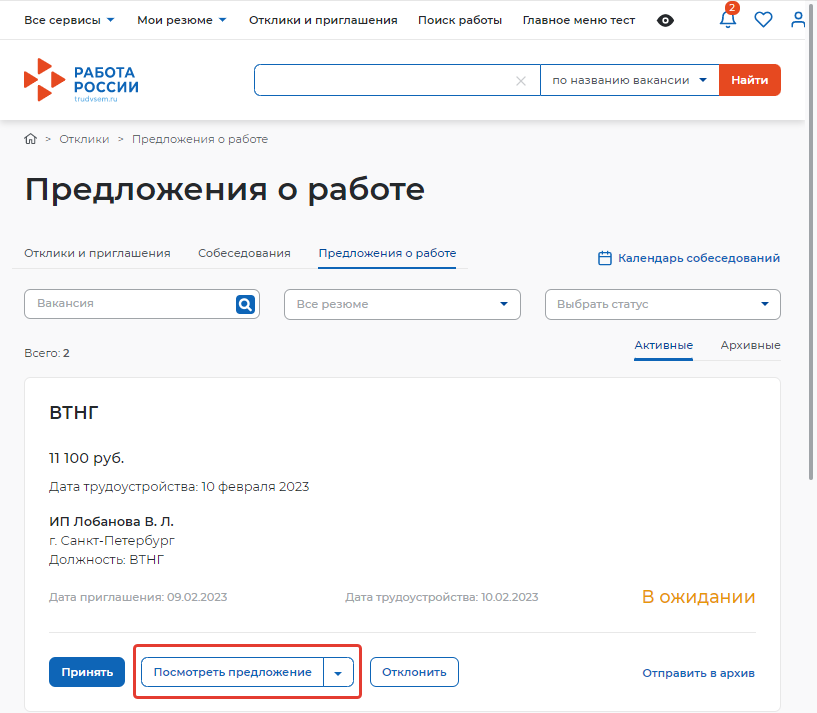 Все сервисы Мои резюме Отклики и приглашения Поиск работы Главное меню тест 2
РАБОТА
РОССИИ
trudvsem.ru
по названию вакансии Найти
> Отклики > Предложения о работе
Предложения о работе
Отклики и приглашения Собеседования Предложения о работе Календарь собеседований
Вакансия Все резюме Выбрать статус
Всего: 2 Активные Архивные
ВТНГ
11 100 руб.
Дата трудоустройства: 10 февраля 2023
ИП Лобанова В. Л.
г. Санкт-Петербург
Должность: ВТНГ
Дата приглашения: 09.02.2023 Дата трудоустройства: 10.02.2023 В ожидании
Принять Посмотреть предложение Отклонить Отправить в архив